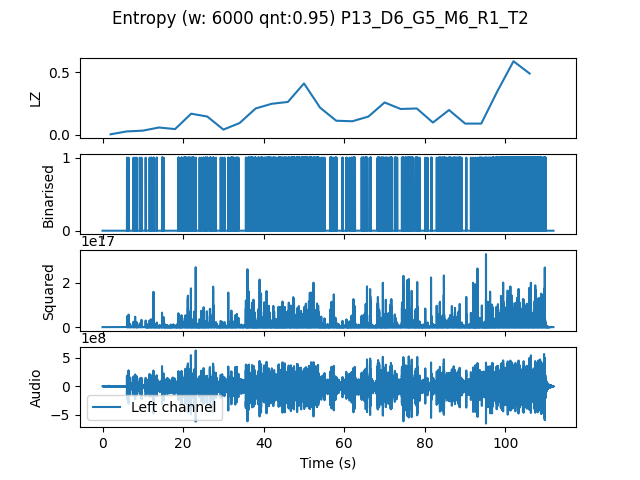 Entropy (w: 6000 qnt:0.95) P13_D6_G5_M6_R1_T2
0.5
LZ
0.0
1
Binarised
0
1e17
2
Squared
0
1e8
5
0
Audio
−5
Left channel
0 20 40 60 80 100
Time (s)